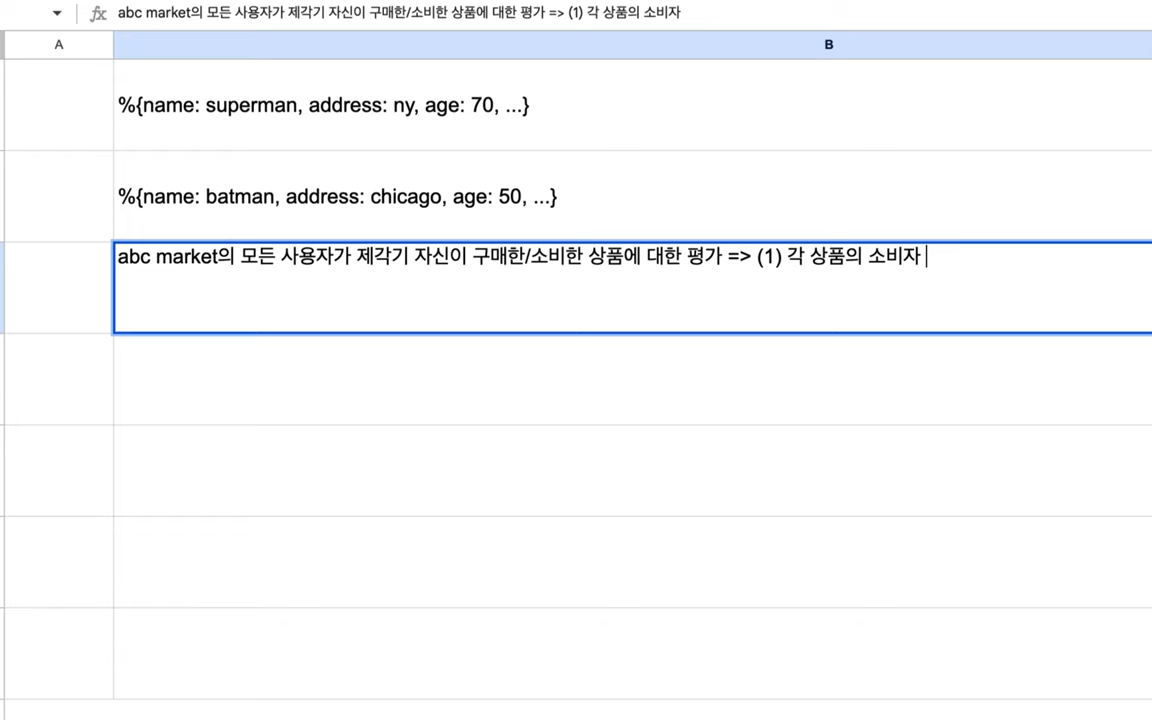 fx abc market의 모든 사용자가 제각기 자신이 구매한/소비한 상품에 대한 평가 => (1) 각 상품의 소비자
A B
%{name: superman, address: ny, age: 70, ...}
%{name: batman, address: chicago, age: 50, ...}
abc market의 모든 사용자가 제각기 자신이 구매한/소비한 상품에 대한 평가 => (1) 각 상품의 소비자